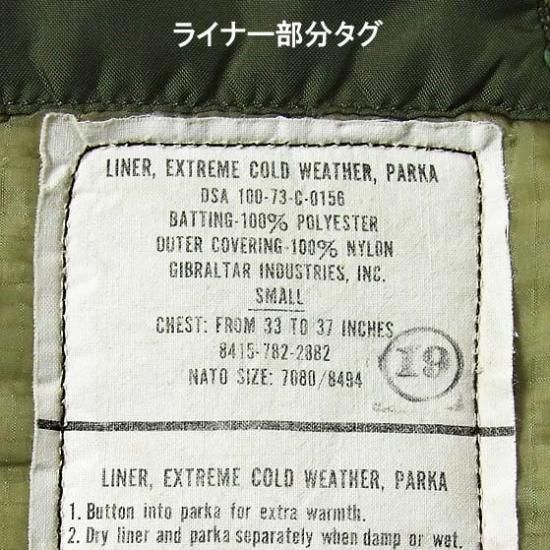 ライナー部分タグ
LINER, EXTREME COLD WEATHER, PARKA
DSA 100-73-C-0156
BATTING-100% POLYESTER
OUTER COVERING-100% NYLON
GIBRALTAR INDUSTRIES, INC.
SMALL
CHEST: FROM 33 TO 37 INCHES
8415-782-2882
NATO SIZE: 7080/8494
19
LINER, EXTREME COLD WEATHER, PARKA
1. Button into parka for extra warmth.
2. Dry liner and parka separately when damp or wet.